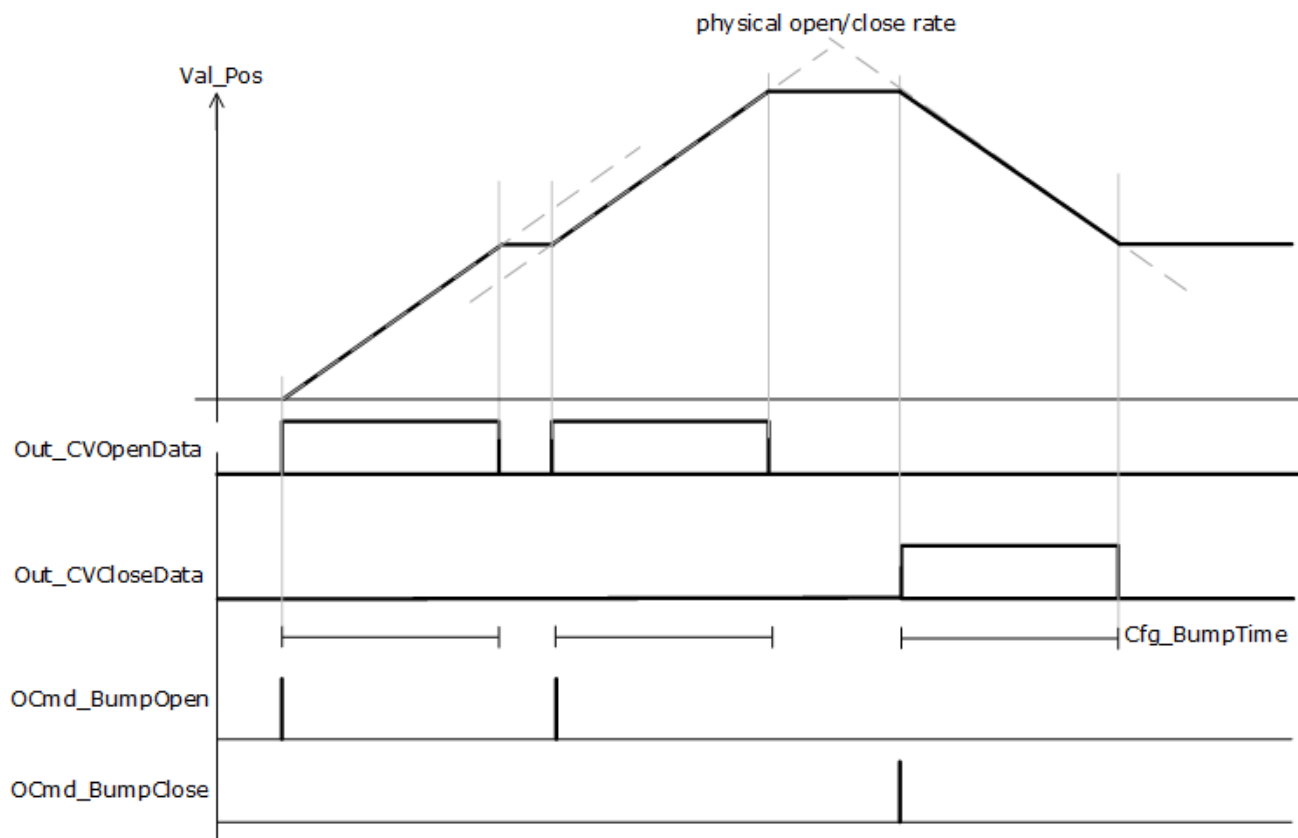 physical open/close rate
Val_Pos
Out_CVOpenData
Out_CVCloseData
Cfg_BumpTime
OCmd_BumpOpen
OCmd_BumpClose